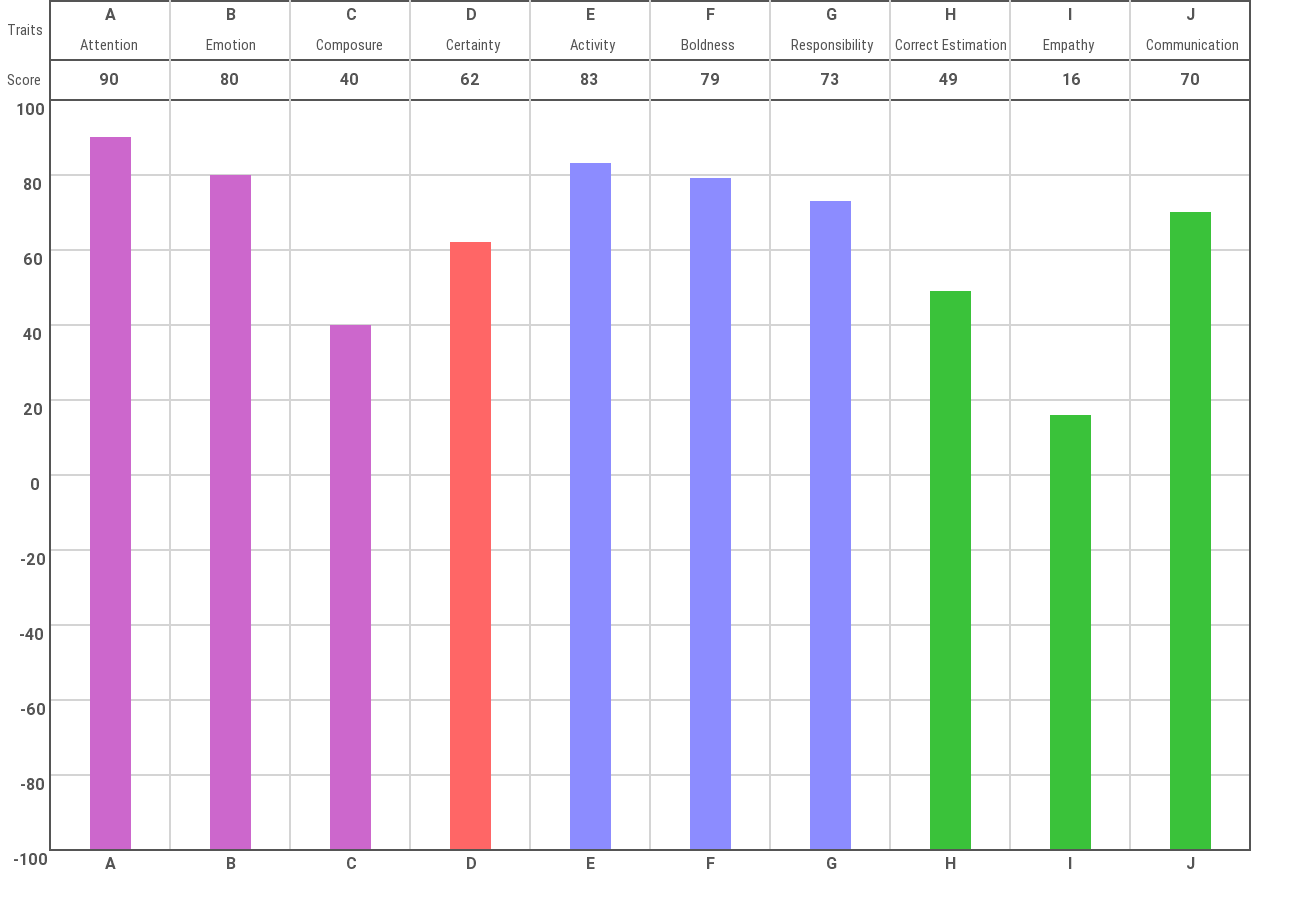 A B C D E F G H I J
Traits
Attention Emotion Composure Certainty Activity Boldness Responsibility Correct Estimation Empathy Communication
Score 90 80 40 62 83 79 73 49 16 70
100
80
60
40
20
0
-20
-40
-60
-80
-100
A B C D E F G H I J